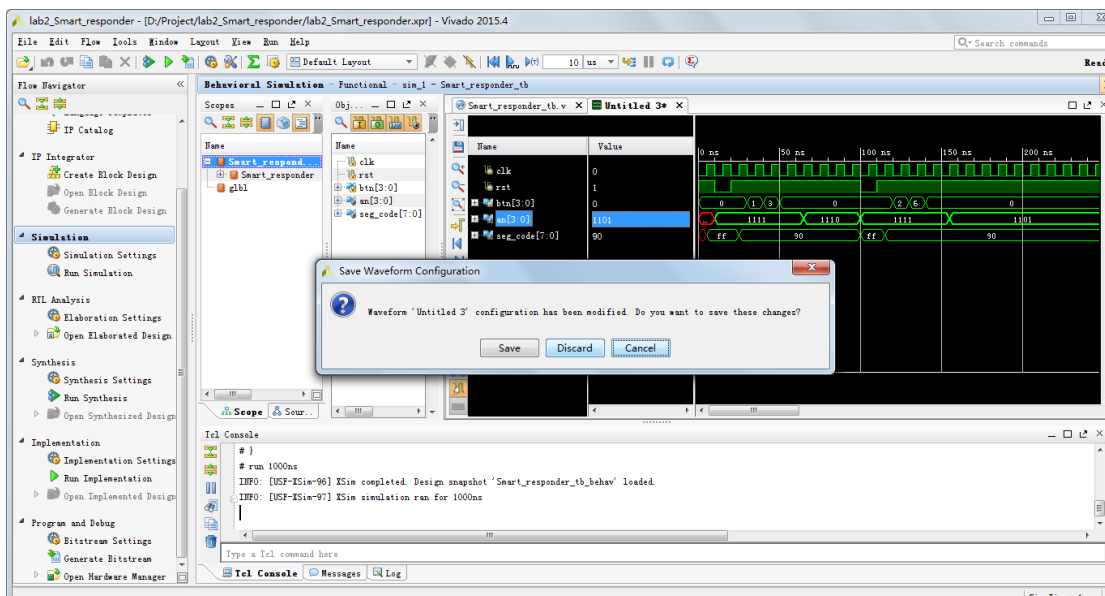 lab2_Smart_responder - [D:/Project/lab2_Smart_responder/lab2_Smart_responder.xpr] - Vivado 2015.4
File Edit Flow Tools Window Layout View Run Help
Q- Search commands
Default Layout
10 us
Flow Navigator
IP Catalog
IP Integrator
Create Block Design
Open Block Design
Generate Block Design
Simulation
Simulation Settings
Run Simulation
RTL Analysis
Elaboration Settings
Open Elaborated Design
Synthesis
Synthesis Settings
Run Synthesis
Open Synthesized Design
Implementation
Implementation Settings
Run Implementation
Open Implemented Design
Program and Debug
Bitstream Settings
Generate Bitstream
Open Hardware Manager
Behavioral Simulation - Functional - sim_1 - Smart_responder_tb
Scopes
Name
Smart_respond...
Smart_responder
glbl
Scope
Sour...
Obj...
Name
clk
rst
btn[3:0]
an[3:0]
seg_code[7:0]
Smart_responder_tb.v
Untitled 3*
Name Value
clk 0
rst 1
btn[3:0] 0
an[3:0] 1101
seg_code[7:0] 90
0 ns 50 ns 100 ns 150 ns 200 ns
0 1 3 0 2 6 0
1111 1110 1111 1101
ff 90 ff 90
Save Waveform Configuration
Waveform 'Untitled 3' configuration has been modified. Do you want to save these changes?
Save Discard Cancel
Tcl Console
# }
# run 1000ns
INFO: [USF-XSim-96] XSim completed. Design snapshot 'Smart_responder_tb_behav' loaded.
INFO: [USF-XSim-97] XSim simulation ran for 1000ns
Type a Tcl command here
Tcl Console Messages Log